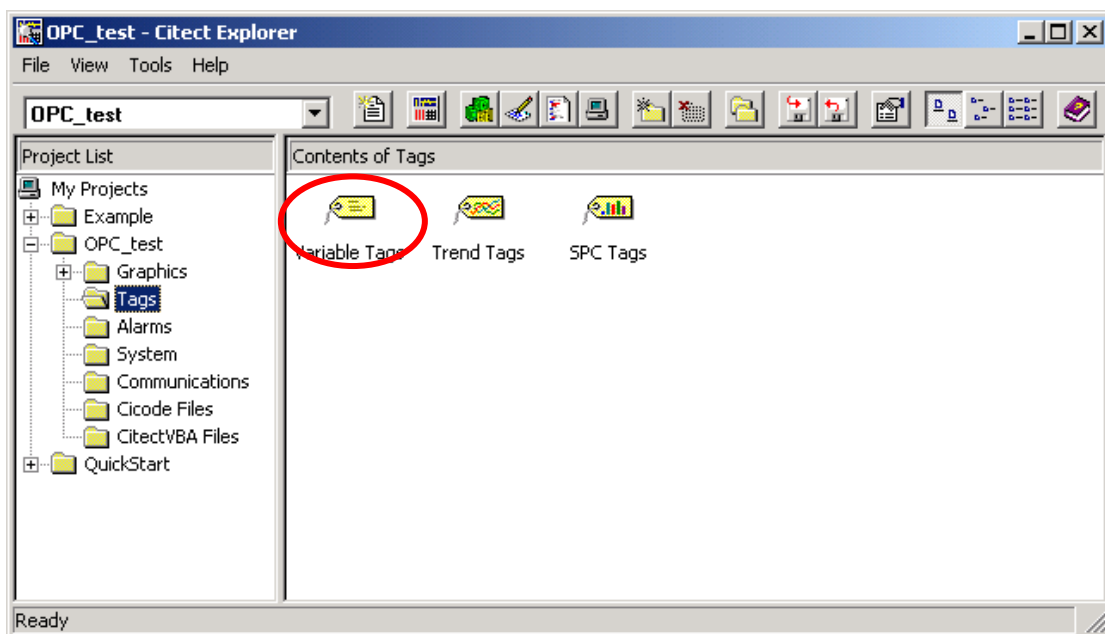 OPC_test - Citect Explorer
File View Tools Help
OPC_test
Project List
Contents of Tags
My Projects
Example
OPC_test
Graphics
Tags
Alarms
System
Communications
Cicode Files
CitectVBA Files
QuickStart
Variable Tags Trend Tags SPC Tags
Ready